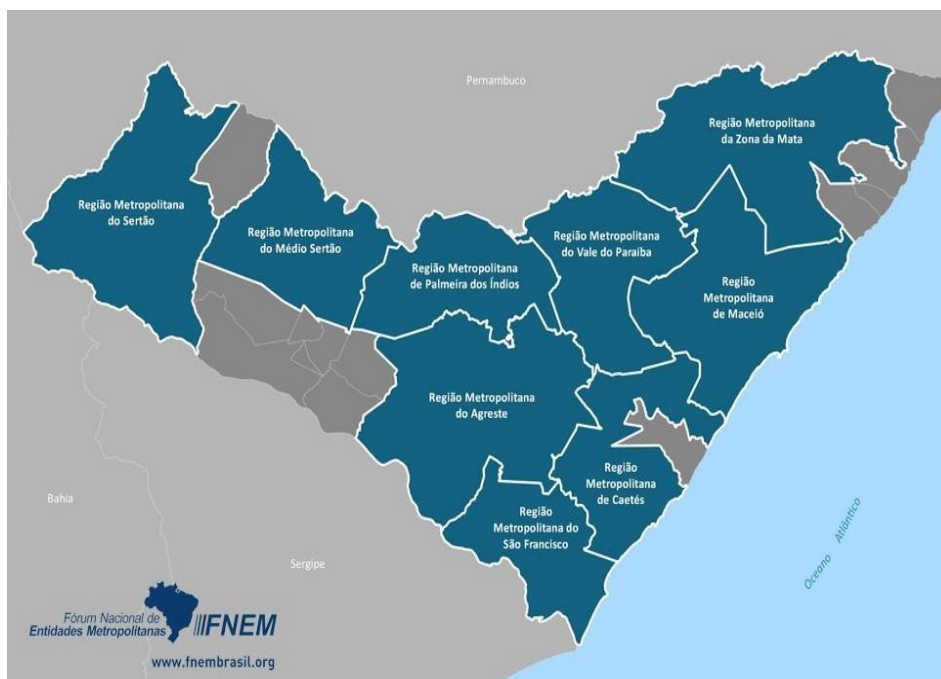 Pernambuco
Região Metropolitana
da Zona da Mata
Região Metropolitana
do Sertão
Região Metropolitana
do Médio Sertão
Região Metropolitana
de Palmeira dos Índios
Região Metropolitana
do Vale do Paraíba
Região
Metropolitana
de Maceió
Região Metropolitana
do Agreste
Região
Metropolitana
de Caetés
Região
Metropolitana do
São Francisco
Bahia
Sergipe
Oceano Atlântico
Fórum Nacional de
Entidades Metropolitanas
FNEM
www.fnembrasil.org